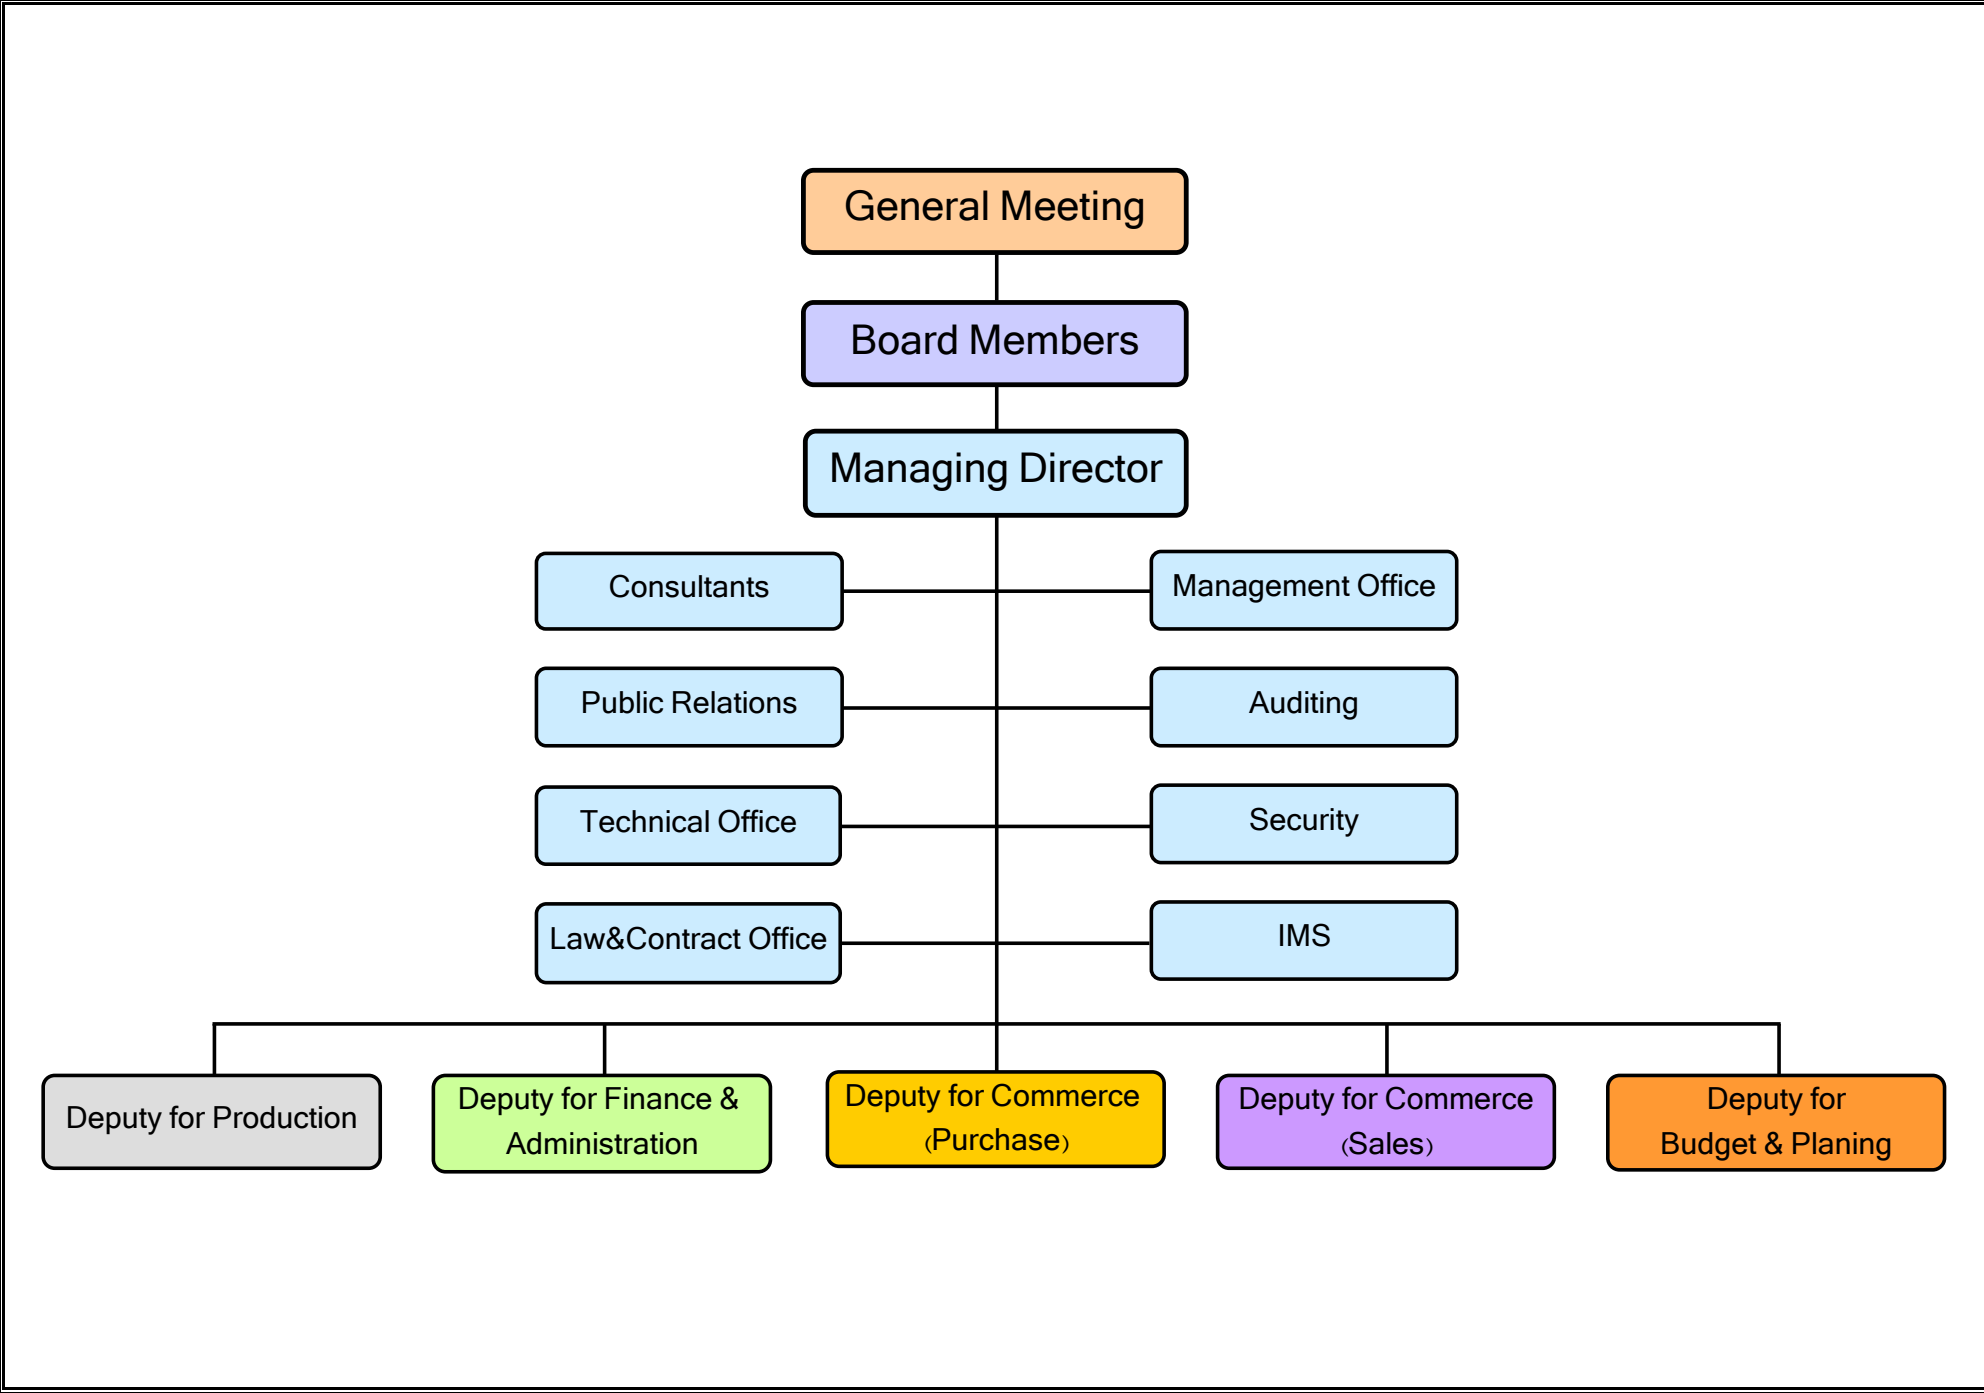 General Meeting
Board Members
Managing Director
Consultants
Management Office
Public Relations
Auditing
Technical Office
Security
Law&Contract Office
IMS
Deputy for Production
Deputy for Finance &
Administration
Deputy for Commerce
(Purchase)
Deputy for Commerce
(Sales)
Deputy for
Budget & Planing